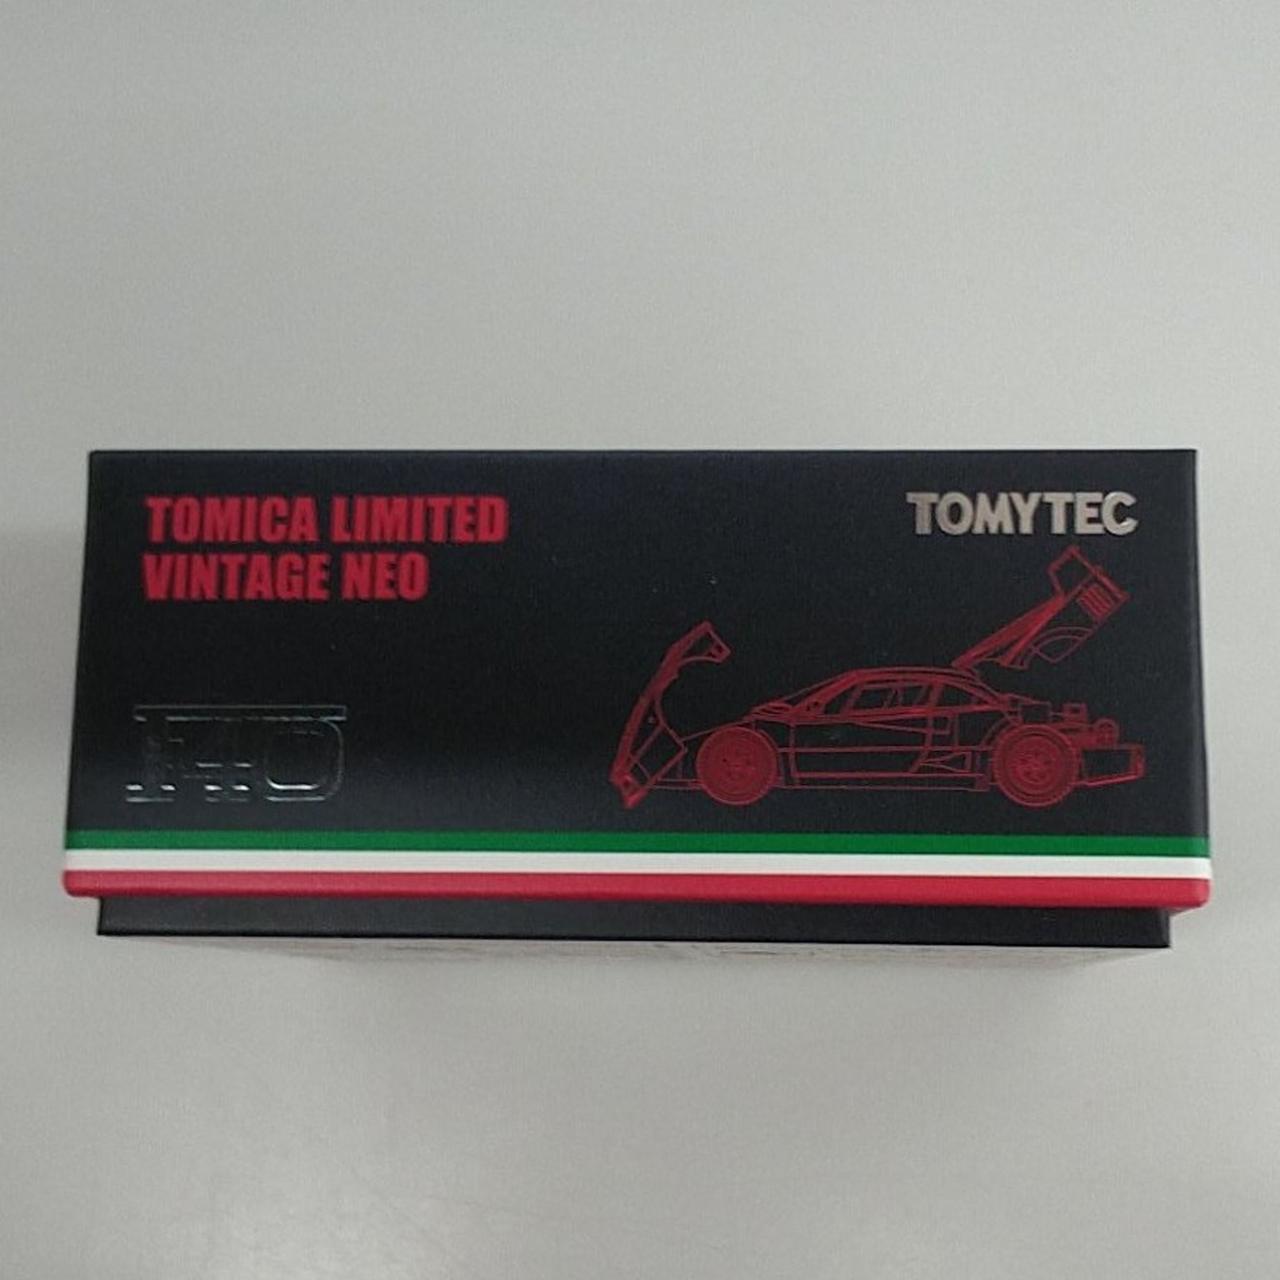 TOMICA LIMITED
VINTAGE NEO
TOMYTEC
F40